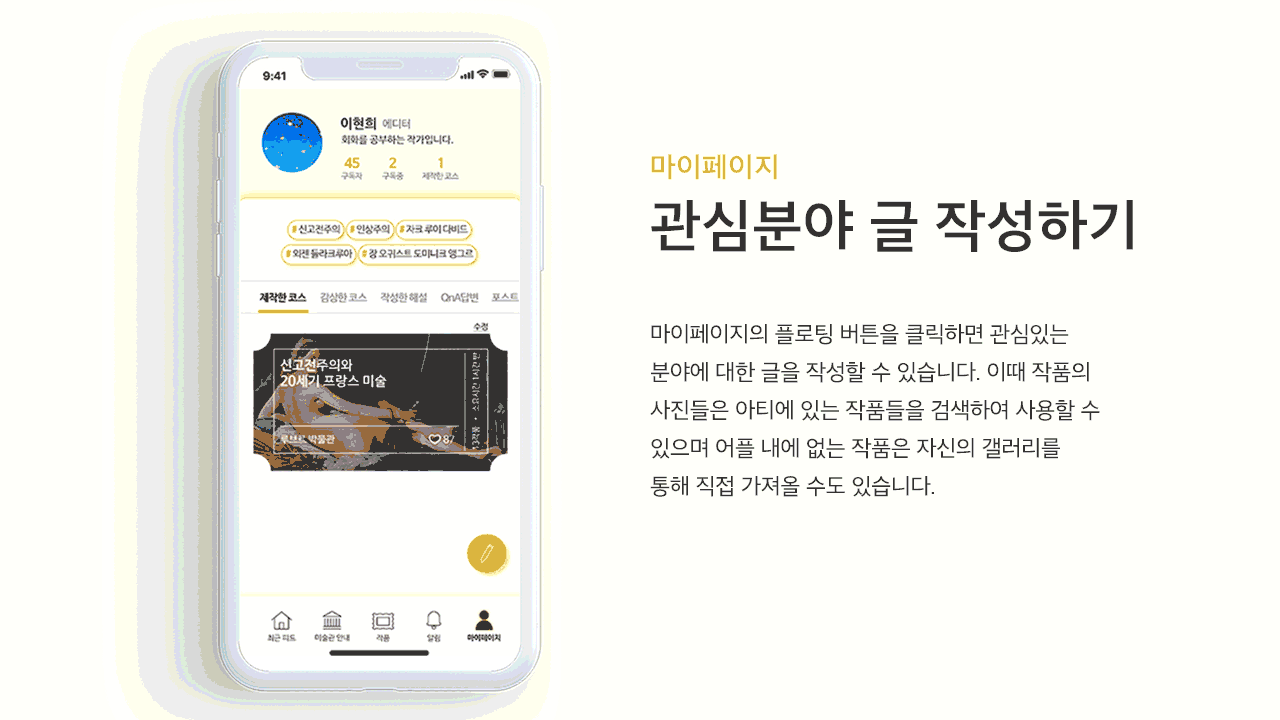 9:41
이현희 에디터
회화를 공부하는 작가입니다.
45 2 1
구독자 구독중 제작한 코스
#신고전주의 #인상주의 #자크 루이 다비드
#외젠 들라크루아 #장 오귀스트 도미니크 앵그르
제작한 코스 감상한 코스 작성한 해설 QnA답변 포스트
수정
신고전주의와
20세기 프랑스 미술
루브르 박물관
최근 피드 미술관 안내 작품 알림 마이페이지
마이페이지
관심분야 글 작성하기
마이페이지의 플로팅 버튼을 클릭하면 관심있는
분야에 대한 글을 작성할 수 있습니다. 이때 작품의
사진들은 아티에 있는 작품들을 검색하여 사용할 수
있으며 어플 내에 없는 작품은 자신의 갤러리를
통해 직접 가져올 수도 있습니다.